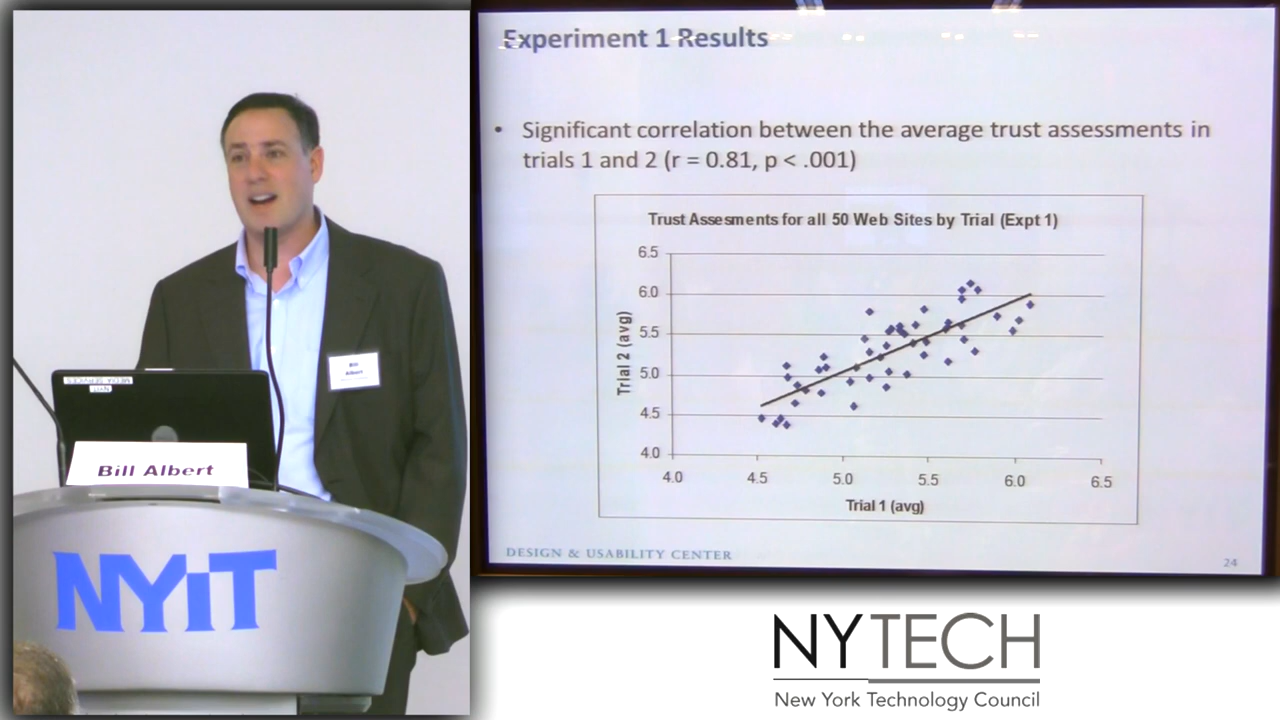 Experiment 1 Results
• Significant correlation between the average trust assessments in
trials 1 and 2 (r = 0.81, p < .001)
Trust Assesments for all 50 Web Sites by Trial (Expt 1)
6.5
6.0
5.5
5.0
4.5
4.0
Trial 2 (avg)
4.0 4.5 5.0 5.5 6.0 6.5
Trial 1 (avg)
DESIGN & USABILITY CENTER
24
Bill
Albert
MEDIA SERVICES
NYIT
Bill Albert
NYiT
NYTECH
New York Technology Council